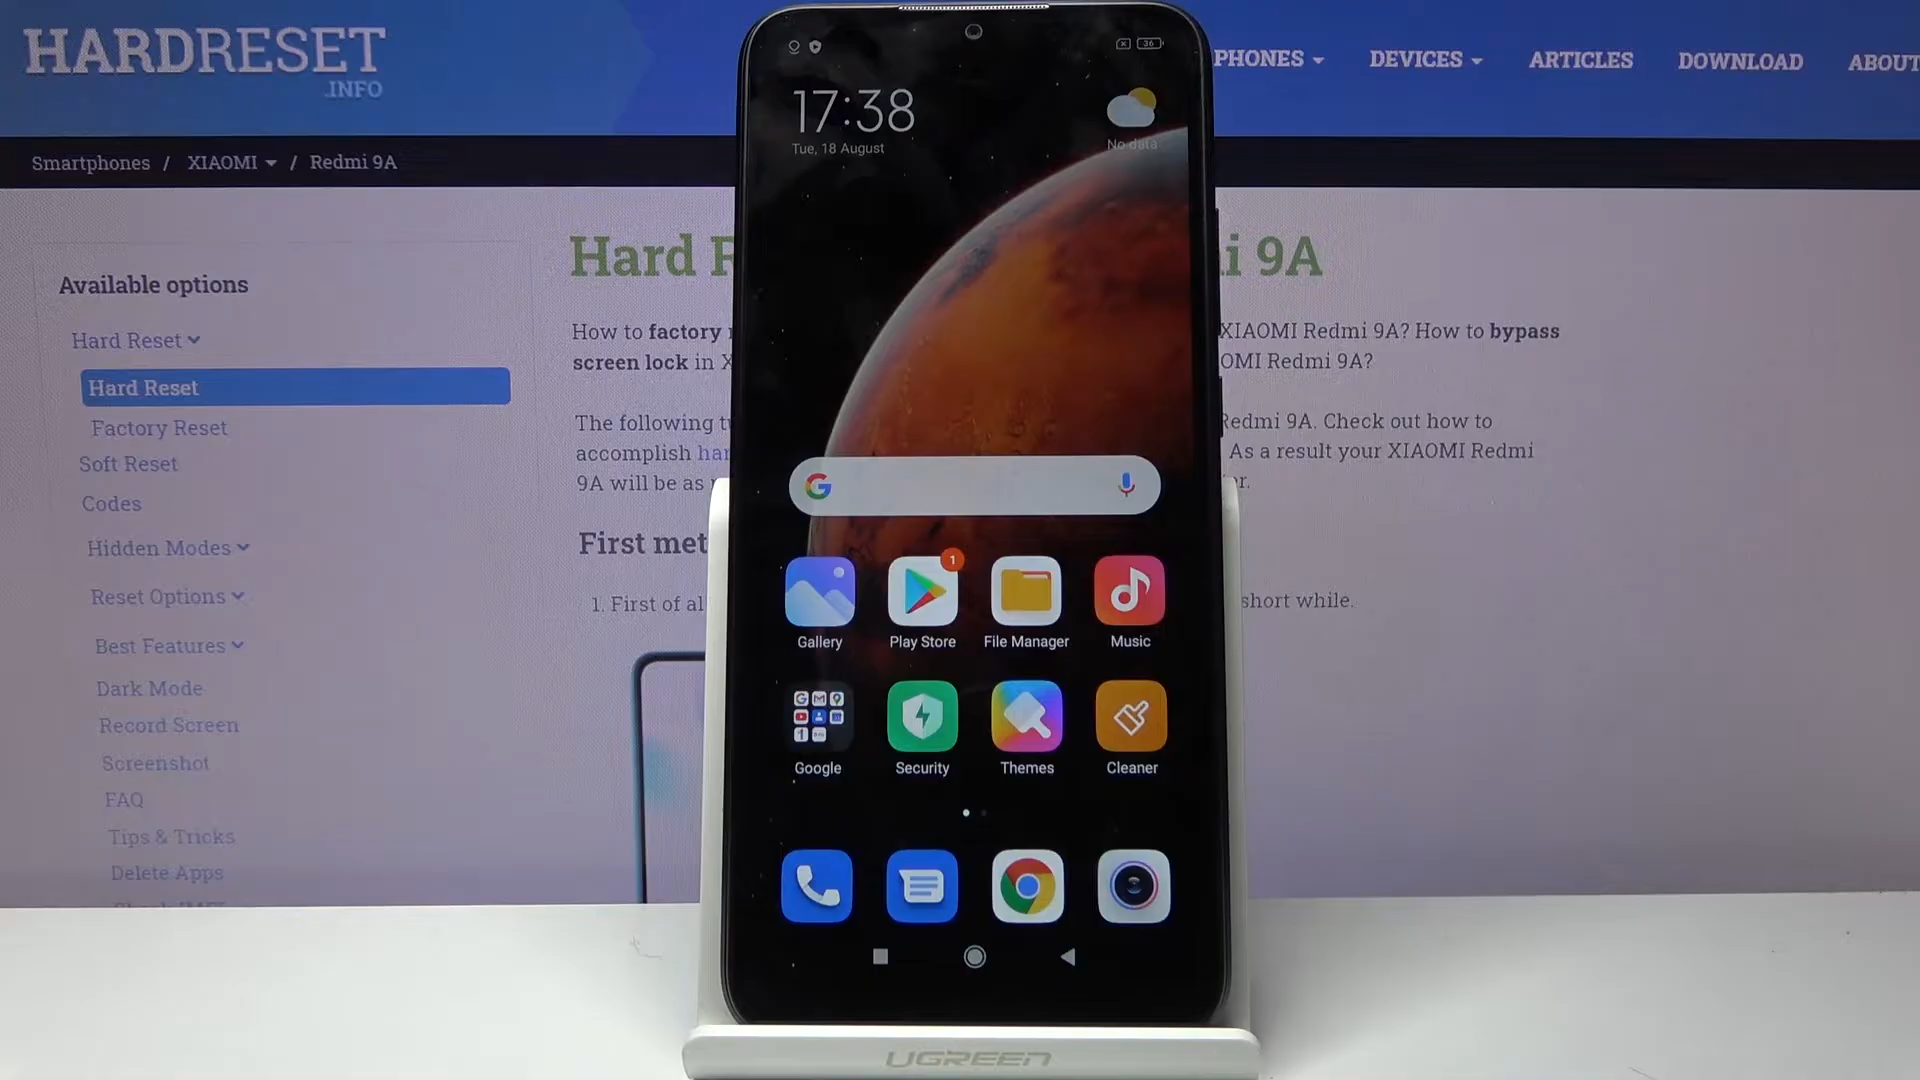 HARDRESET
.INFO
PHONES
DEVICES
ARTICLES
DOWNLOAD
ABOUT
Smartphones / XIAOMI / Redmi 9A
Available options
Hard Reset
Hard Reset
Factory Reset
Soft Reset
Codes
Hidden Modes
Reset Options
Best Features
Dark Mode
Record Screen
Screenshot
FAQ
Tips & Tricks
Delete Apps
Hard
9A
How to factory
XIAOMI Redmi 9A? How to bypass
screen lock in
Redmi 9A?
The following
Redmi 9A. Check out how to
accomplish
As a result your XIAOMI Redmi
9A will be as
First
1. First of
short while.
36
17:38
Tue, 18 August
No data
1
Gallery
Play Store
File Manager
Music
Google
Security
Themes
Cleaner
UGREEN